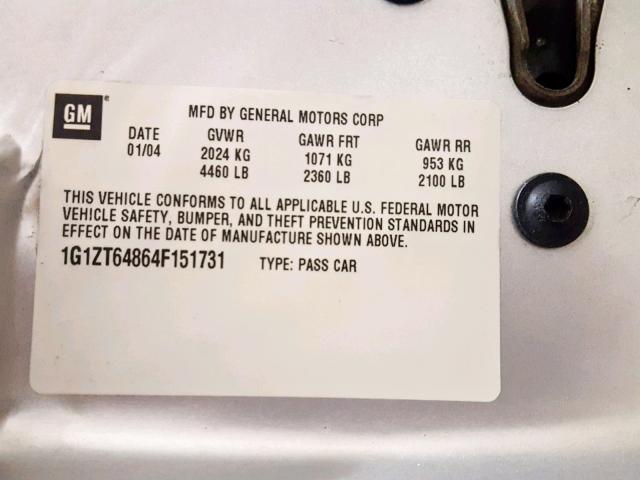 GM
MFD BY GENERAL MOTORS CORP
DATE GVWR GAWR FRT GAWR RR
01/04 2024 KG 1071 KG 953 KG
4460 LB 2360 LB 2100 LB
THIS VEHICLE CONFORMS TO ALL APPLICABLE U.S. FEDERAL MOTOR
VEHICLE SAFETY, BUMPER, AND THEFT PREVENTION STANDARDS IN
EFFECT ON THE DATE OF MANUFACTURE SHOWN ABOVE.
1G1ZT64864F151731 TYPE: PASS CAR